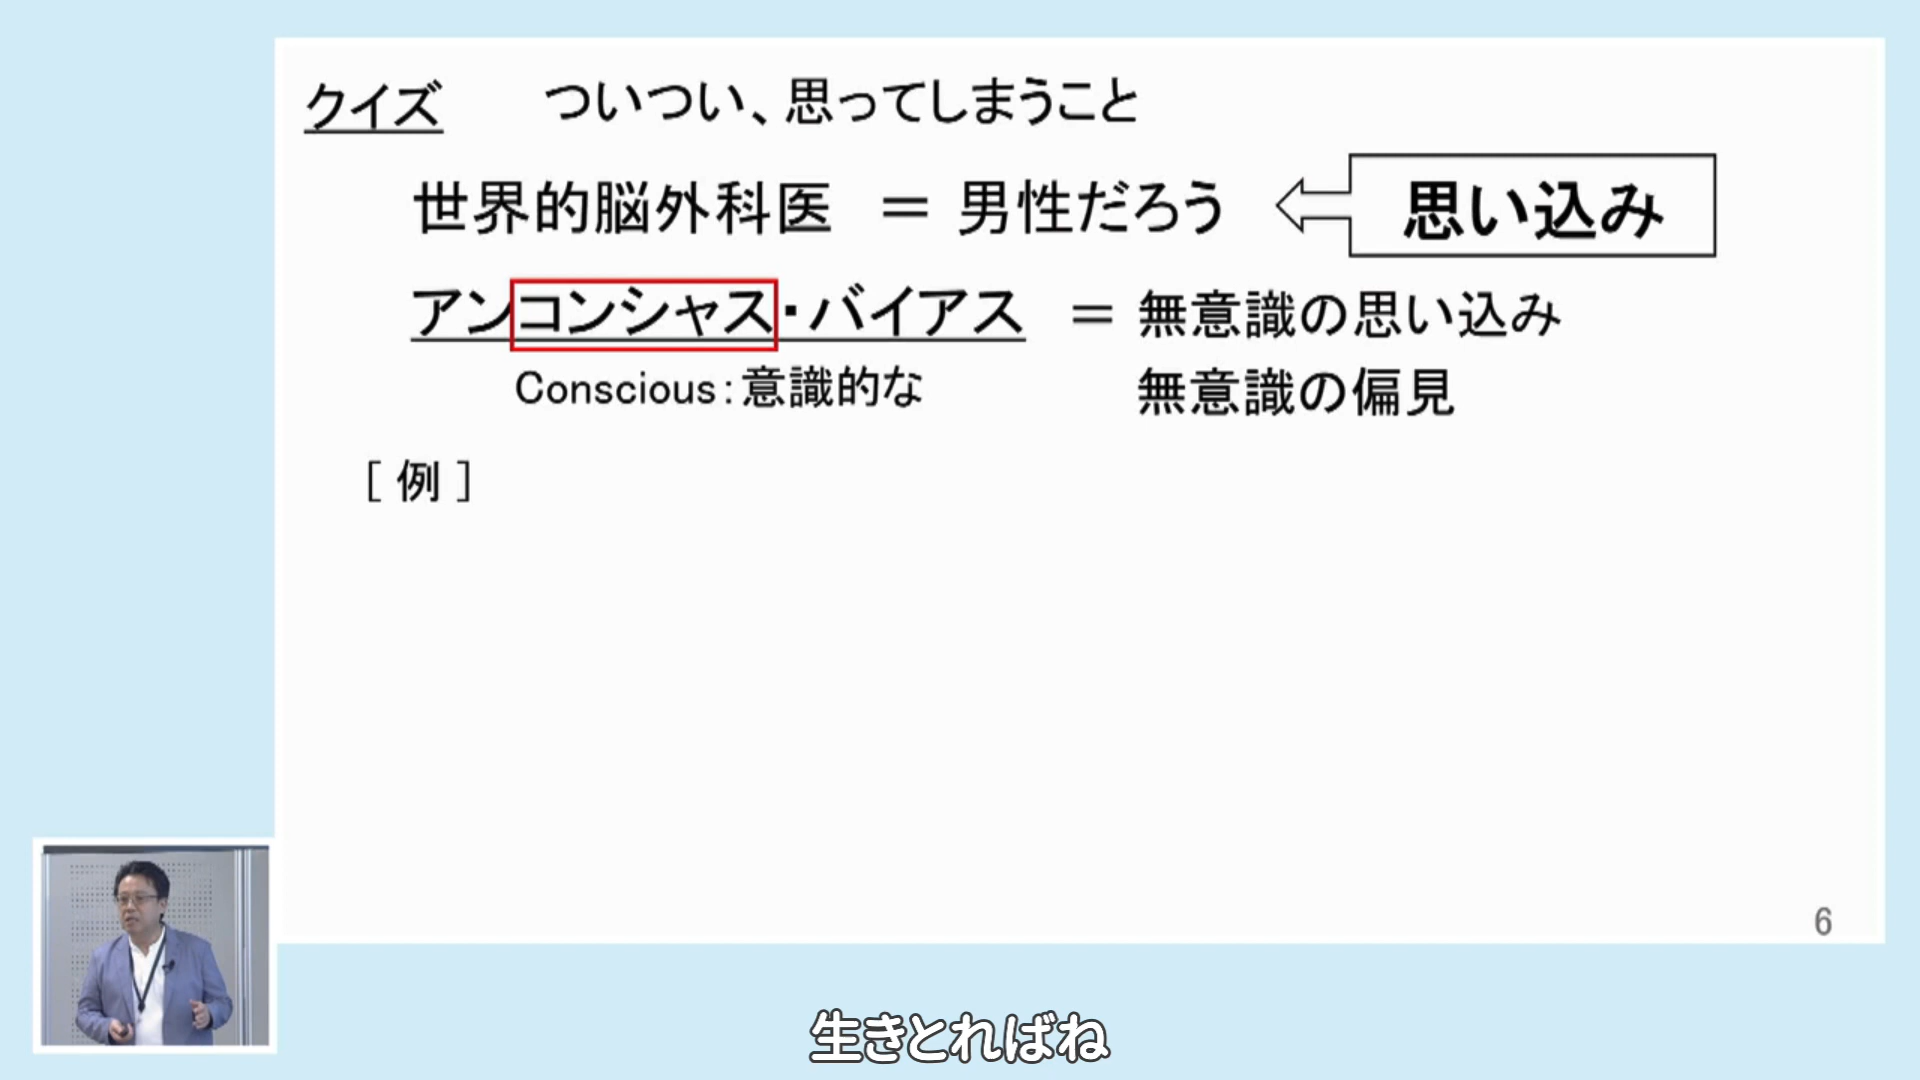 クイズ　ついつい、思ってしまうこと
世界的脳外科医 ＝ 男性だろう　思い込み
アンコンシャス・バイアス ＝ 無意識の思い込み
Conscious：意識的な　無意識の偏見
［ 例 ］
6
生きとればね